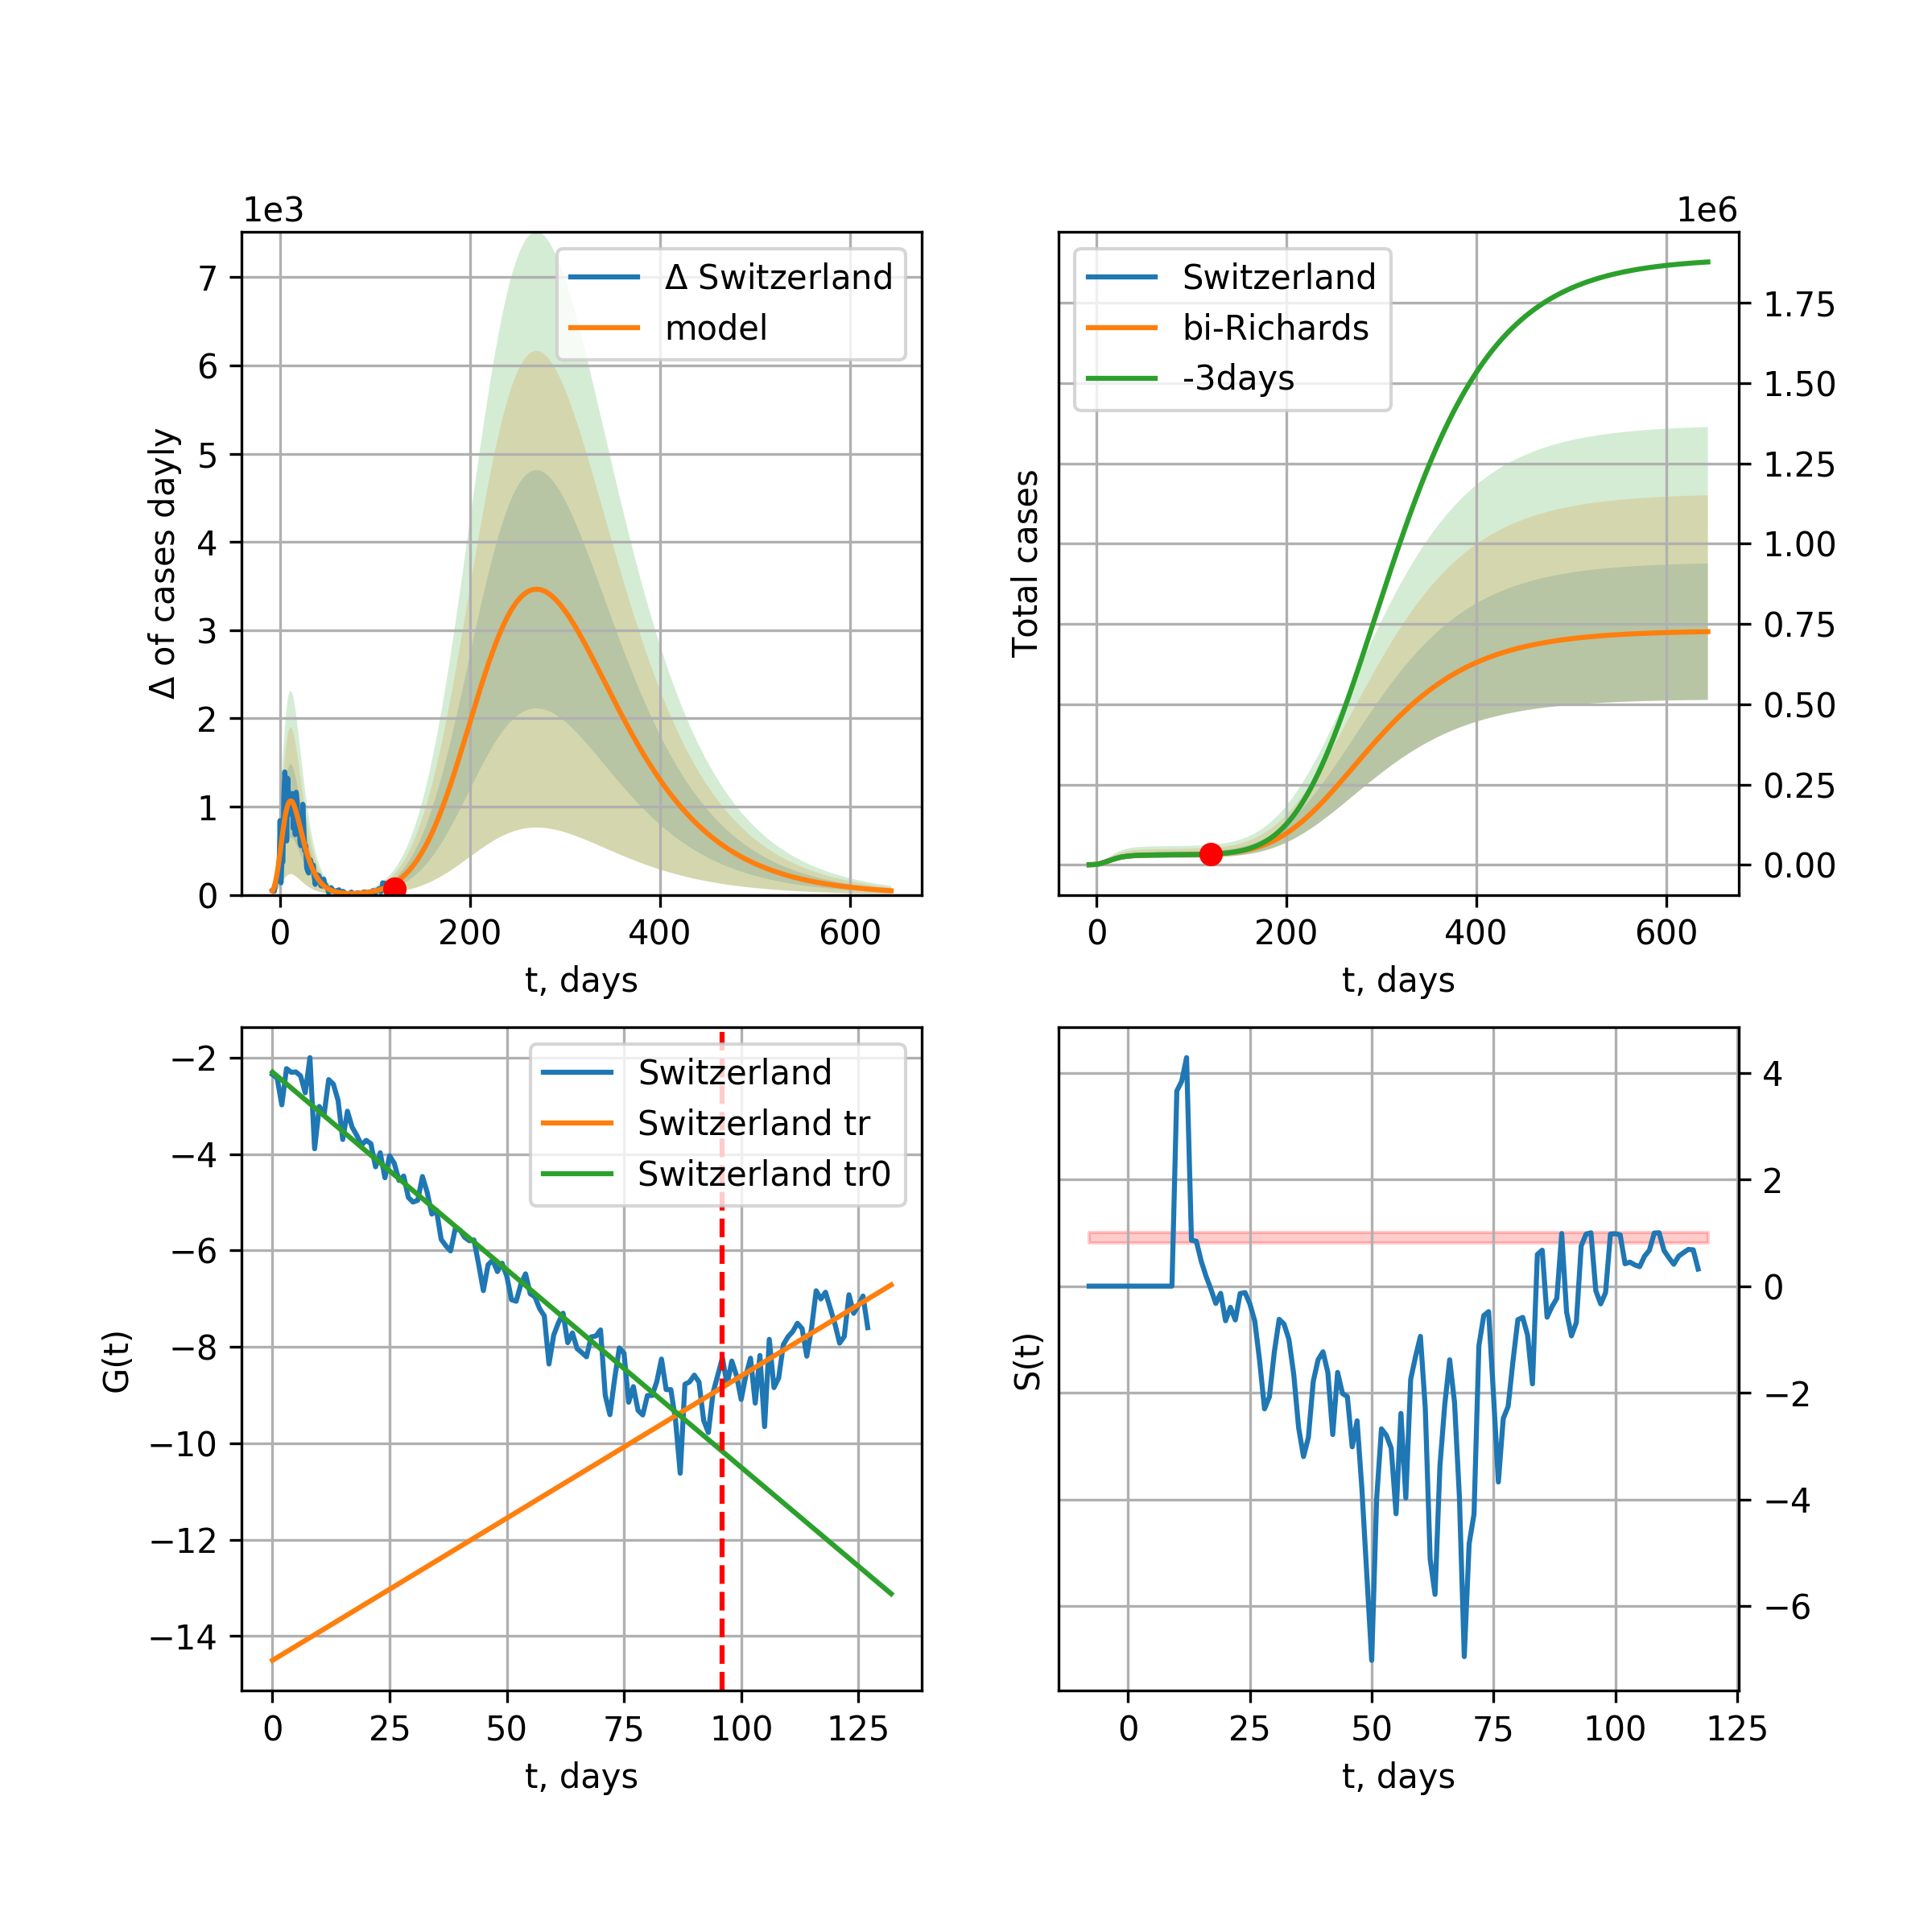 1e3
Δ Switzerland
model
7
6
5
4
3
2
1
0
Δ of cases dayly
0 200 400 600
t, days
1e6
Switzerland
bi-Richards
-3days
1.75
1.50
1.25
1.00
0.75
0.50
0.25
0.00
Total cases
0 200 400 600
t, days
Switzerland
Switzerland tr
Switzerland tr0
−2
−4
−6
−8
−10
−12
−14
G(t)
0 25 50 75 100 125
t, days
4
2
0
−2
−4
−6
S(t)
0 25 50 75 100 125
t, days